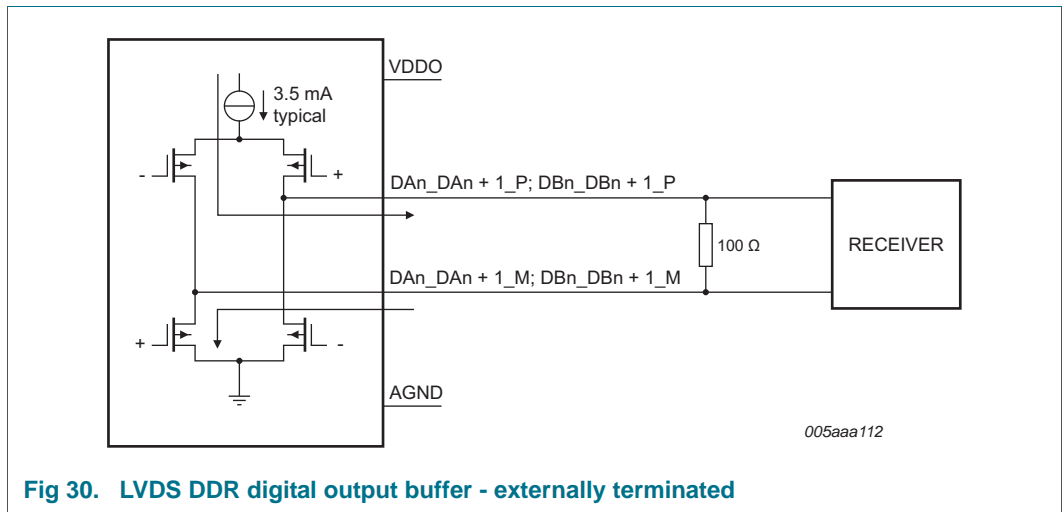 VDDO
3.5 mA
typical
-
+
DAn_DAn + 1_P; DBn_DBn + 1_P
100 Ω
RECEIVER
DAn_DAn + 1_M; DBn_DBn + 1_M
+
-
AGND
005aaa112
Fig 30. LVDS DDR digital output buffer - externally terminated